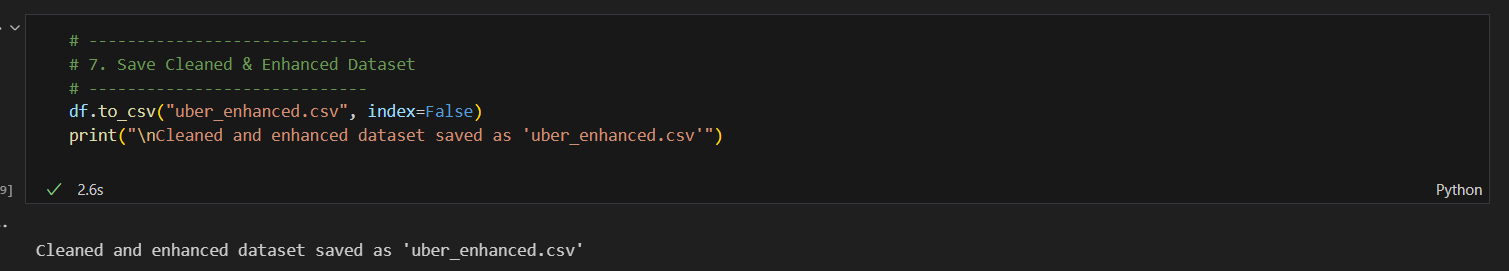 # -----------------------------
# 7. Save Cleaned & Enhanced Dataset
# -----------------------------
df.to_csv("uber_enhanced.csv", index=False)
print("\nCleaned and enhanced dataset saved as 'uber_enhanced.csv'")
9]
2.6s
Python
Cleaned and enhanced dataset saved as 'uber_enhanced.csv'